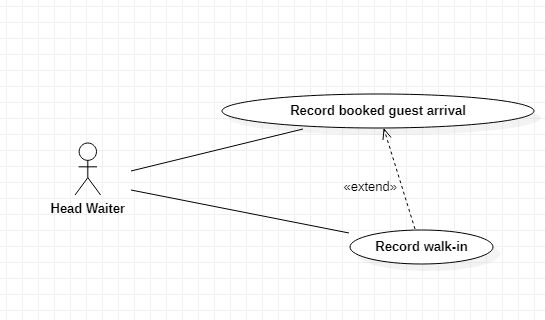 Record booked guest arrival
«extend»
Head Waiter
Record walk-in